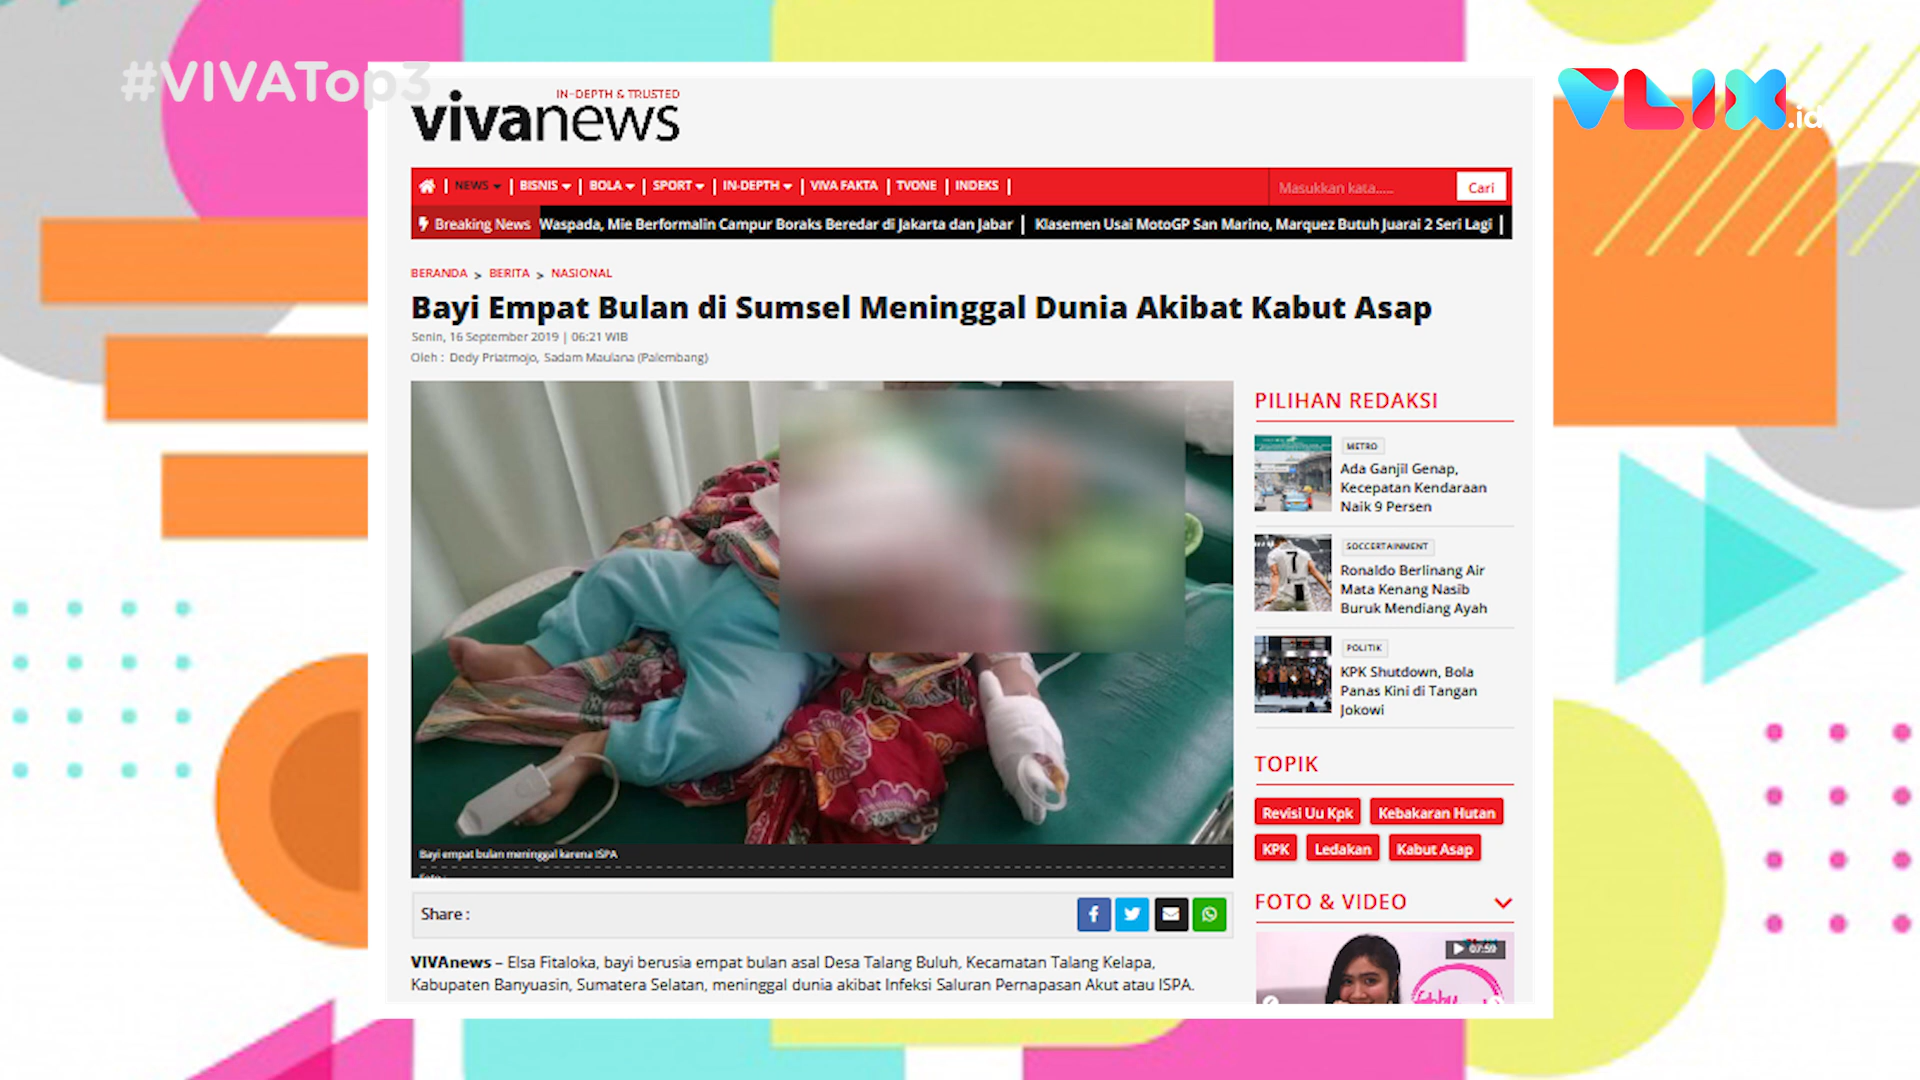 #VIVATop3
VLIX.id
IN-DEPTH & TRUSTED
vivanews
NEWS | BISNIS | BOLA | SPORT | IN-DEPTH | VIVA FAKTA | TVONE | INDEKS |
Masukkan kata.....
Cari
Breaking News
Waspada, Mie Berformalin Campur Boraks Beredar di Jakarta dan Jabar | Klasemen Usai MotoGP San Marino, Marquez Butuh Juarai 2 Seri Lagi |
BERANDA > BERITA > NASIONAL
Bayi Empat Bulan di Sumsel Meninggal Dunia Akibat Kabut Asap
Senin, 16 September 2019 | 06:21 WIB
Oleh : Dedy Priatmojo, Sadam Maulana (Palembang)
Bayi empat bulan meninggal karena ISPA
Foto :
Share :
VIVAnews – Elsa Fitaloka, bayi berusia empat bulan asal Desa Talang Buluh, Kecamatan Talang Kelapa,
Kabupaten Banyuasin, Sumatera Selatan, meninggal dunia akibat Infeksi Saluran Pernapasan Akut atau ISPA.
PILIHAN REDAKSI
METRO
Ada Ganjil Genap,
Kecepatan Kendaraan
Naik 9 Persen
SOCCERTAINMENT
Ronaldo Berlinang Air
Mata Kenang Nasib
Buruk Mendiang Ayah
7
POLITIK
KPK Shutdown, Bola
Panas Kini di Tangan
Jokowi
TOPIK
Revisi Uu Kpk
Kebakaran Hutan
KPK
Ledakan
Kabut Asap
FOTO & VIDEO
07:59